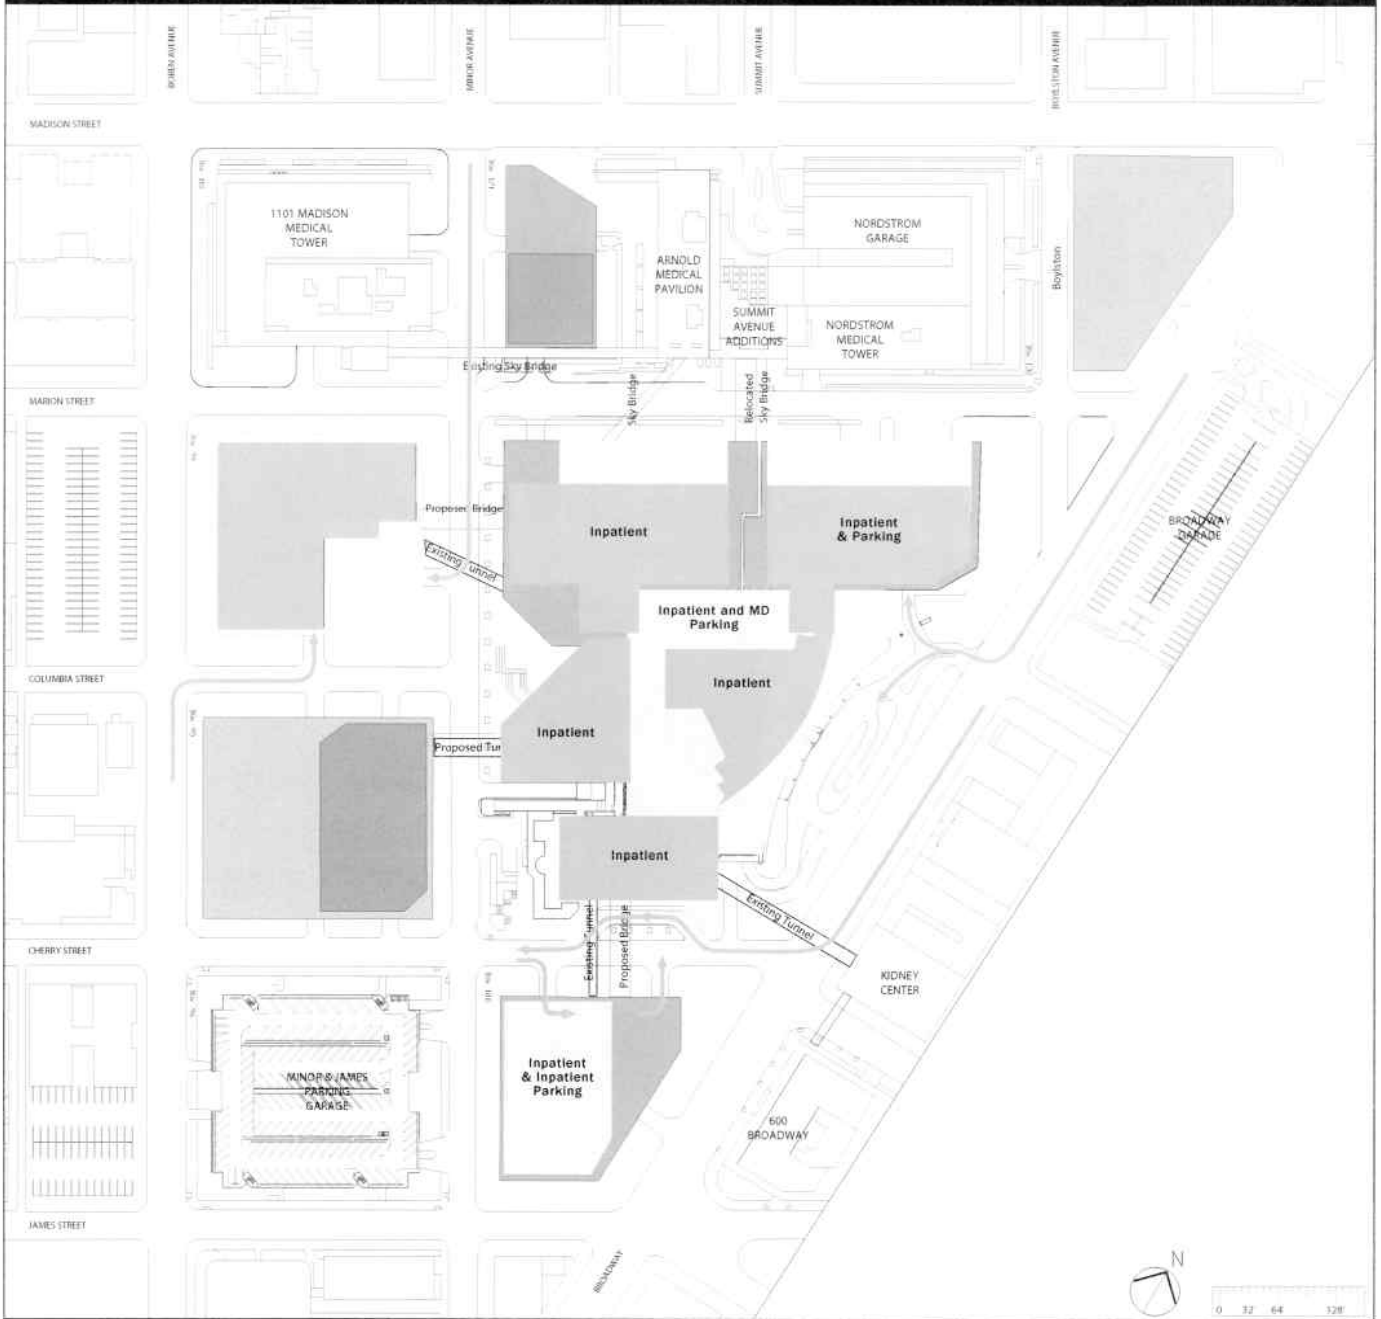 BOREN AVENUE
MINOR AVENUE
SUMMIT AVENUE
BOYLSTON AVENUE
MADISON STREET
1101 MADISON
MEDICAL
TOWER
ARNOLD
MEDICAL
PAVILION
NORDSTROM
GARAGE
SUMMIT
AVENUE
ADDITIONS
NORDSTROM
MEDICAL
TOWER
Boylston
Existing Sky Bridge
Sky Bridge
Relocated
Sky Bridge
MARION STREET
Proposed Bridge
Existing Tunnel
Inpatient
Inpatient
& Parking
BROADWAY
GARAGE
Inpatient and MD
Parking
COLUMBIA STREET
Inpatient
Inpatient
Proposed Tun
Inpatient
Existing Tunnel
Existing Tunnel
Proposed Bridge
CHERRY STREET
KIDNEY
CENTER
MINOR & JAMES
PARKING
GARAGE
Inpatient
& Inpatient
Parking
600
BROADWAY
JAMES STREET
BROADWAY
N
0 32 64 128'